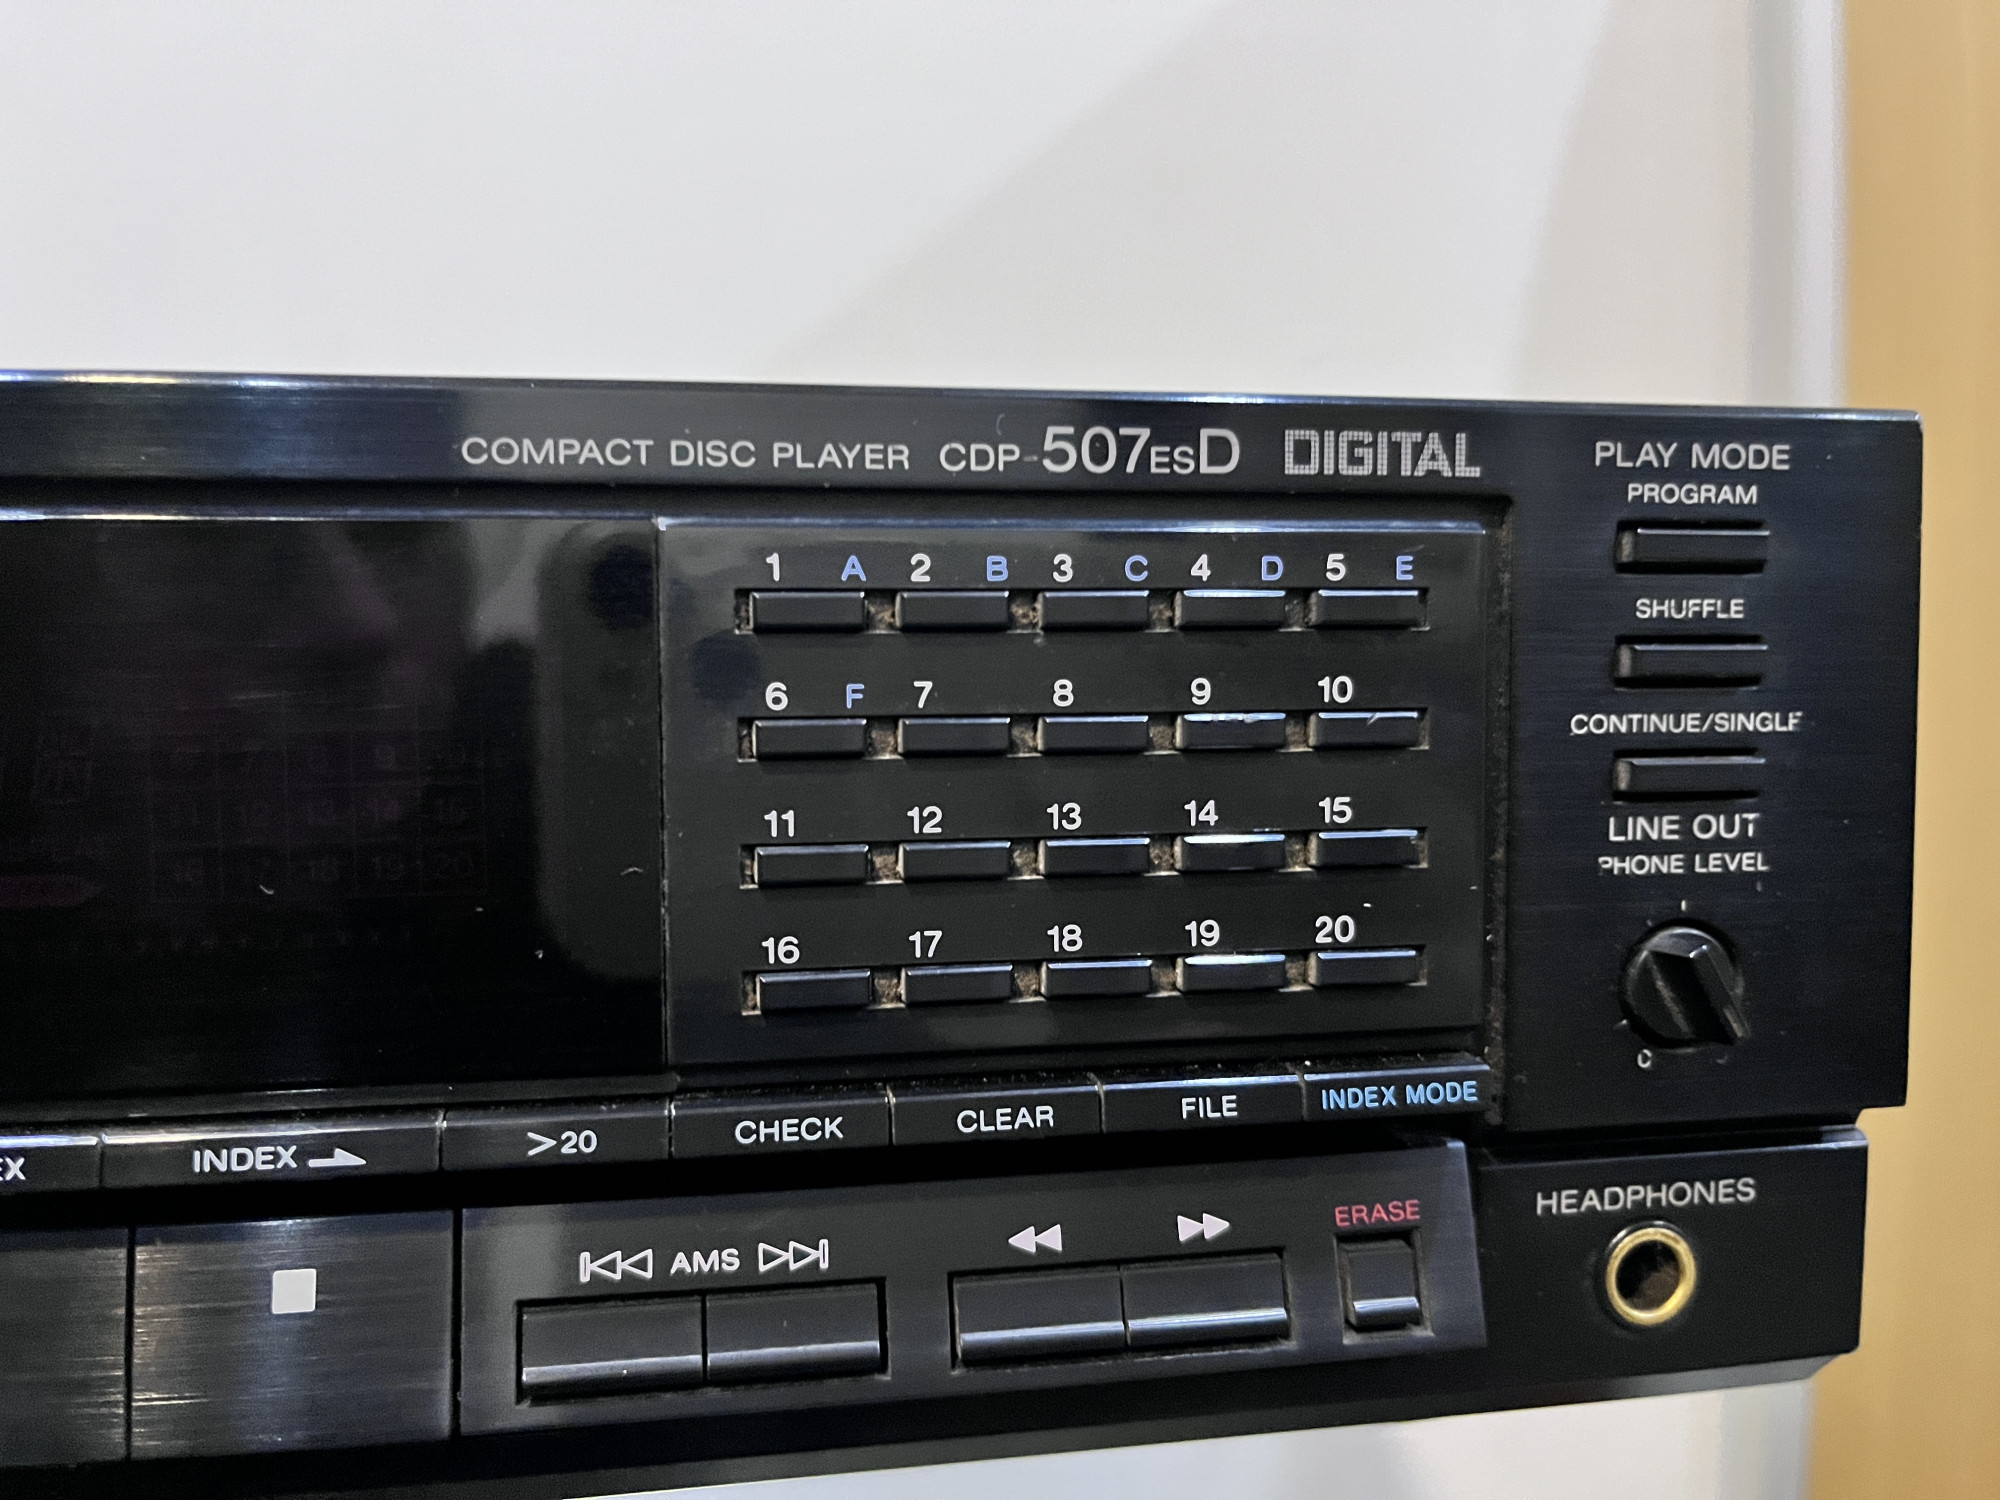 COMPACT DISC PLAYER CDP-507ESD DIGITAL
PLAY MODE
PROGRAM
SHUFFLE
CONTINUE/SINGLE
LINE OUT
PHONE LEVEL
1 A 2 B 3 C 4 D 5 E
6 F 7 8 9 10
11 12 13 14 15
16 17 18 19 20
INDEX >20 CHECK CLEAR FILE INDEX MODE
AMS
ERASE
HEADPHONES